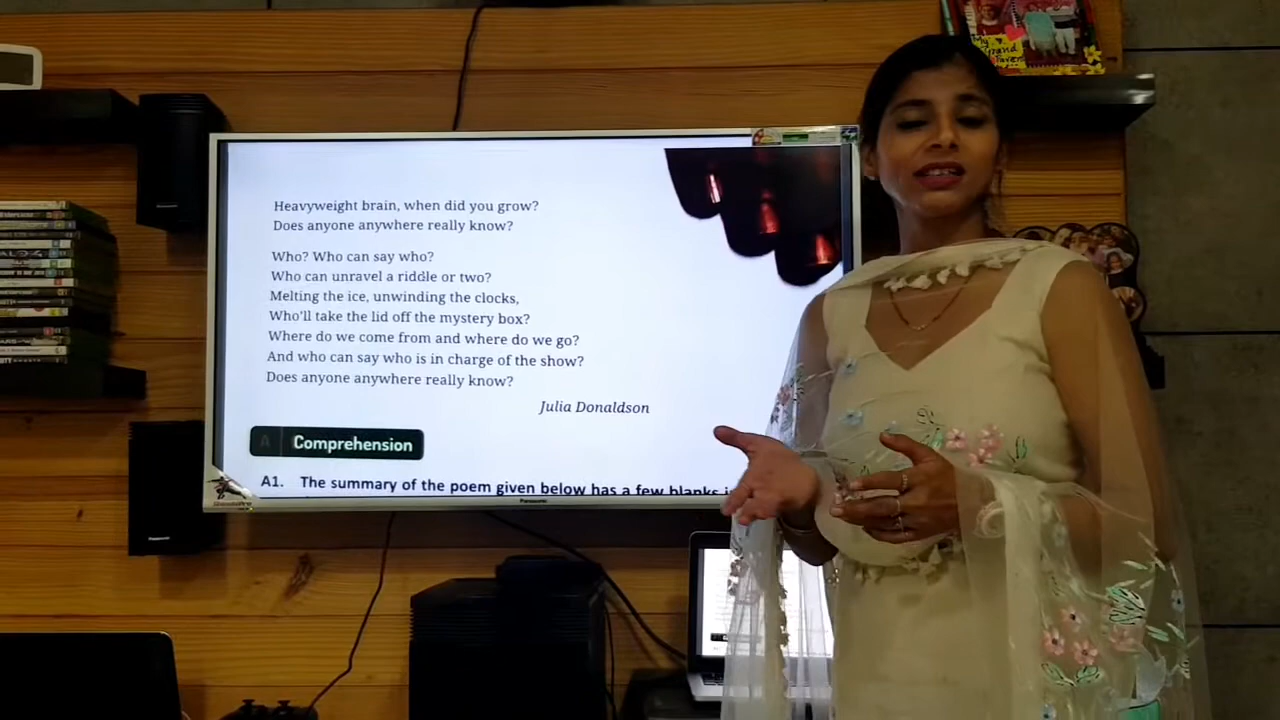 My
Grand
Heavyweight brain, when did you grow?
Does anyone anywhere really know?
Who? Who can say who?
Who can unravel a riddle or two?
Melting the ice, unwinding the clocks,
Who'll take the lid off the mystery box?
Where do we come from and where do we go?
And who can say who is in charge of the show?
Does anyone anywhere really know?
Julia Donaldson
A Comprehension
A1. The summary of the poem given below has a few blanks
Panasonic